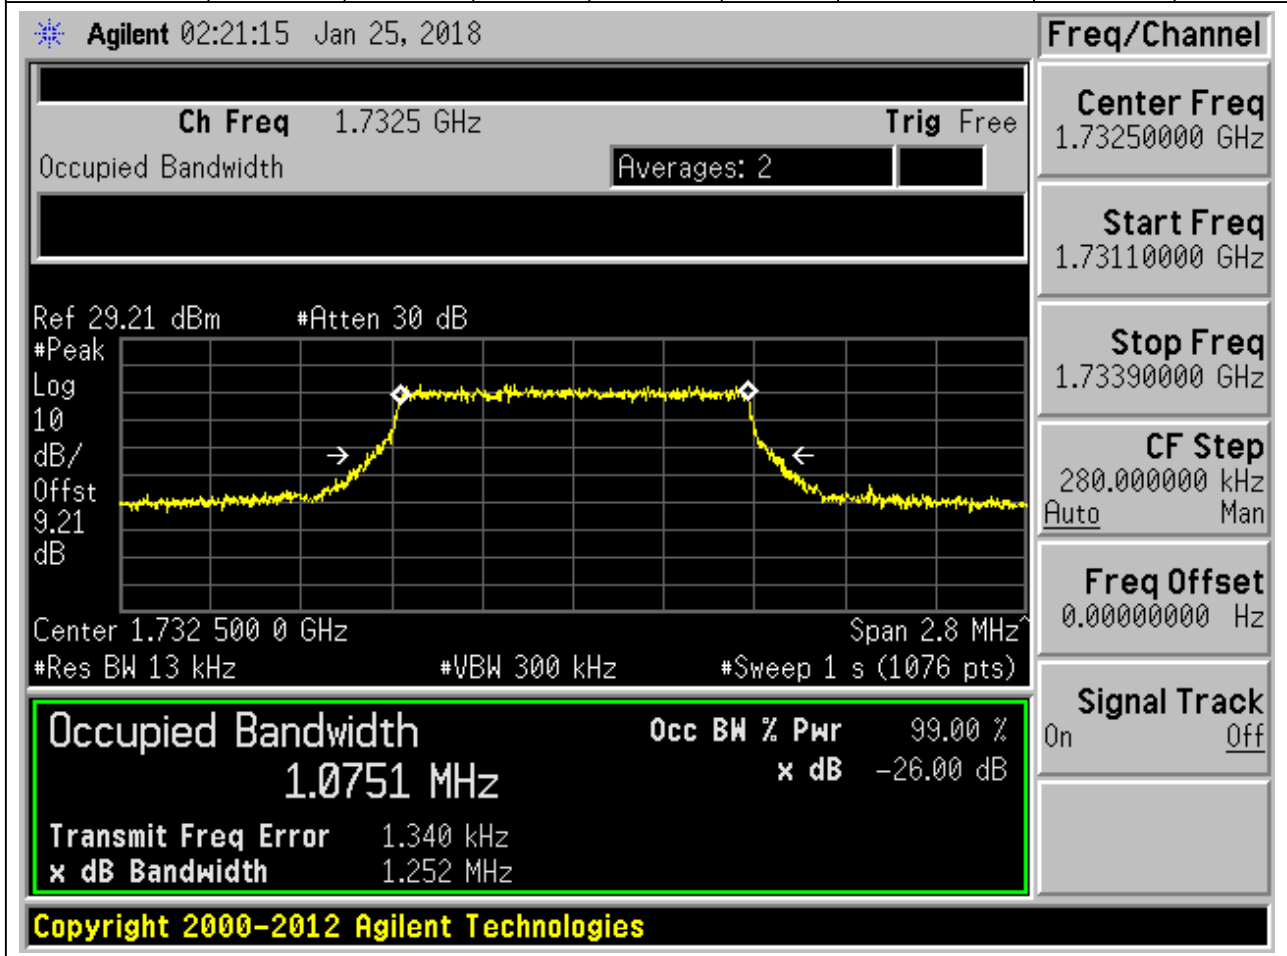 Agilent 02:21:15 Jan 25, 2018
Freq/Channel
Ch Freq 1.7325 GHz Trig Free
Occupied Bandwidth Averages: 2
Ref 29.21 dBm #Atten 30 dB
#Peak
Log
10
dB/
Offst
9.21
dB
Center 1.732 500 0 GHz Span 2.8 MHz^
#Res BW 13 kHz #VBW 300 kHz #Sweep 1 s (1076 pts)
Occupied Bandwidth Occ BW % Pwr 99.00 %
1.0751 MHz x dB -26.00 dB
Transmit Freq Error 1.340 kHz
x dB Bandwidth 1.252 MHz
Center Freq
1.73250000 GHz
Start Freq
1.73110000 GHz
Stop Freq
1.73390000 GHz
CF Step
280.000000 kHz
Auto Man
Freq Offset
0.00000000 Hz
Signal Track
On Off
Copyright 2000-2012 Agilent Technologies